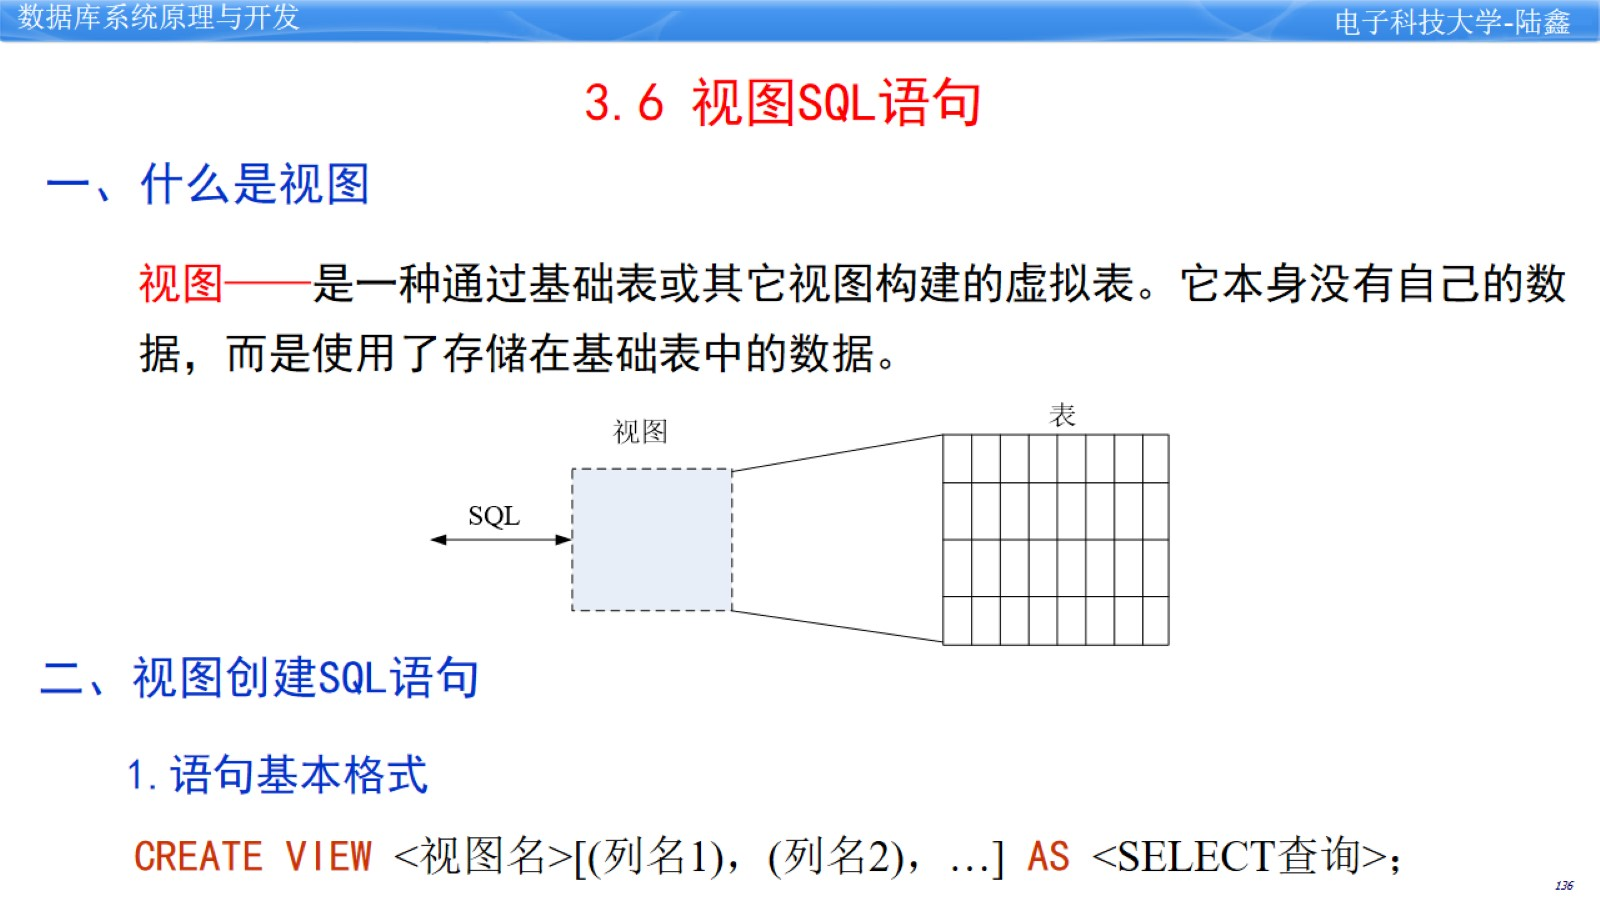 数据库系统原理与开发
电子科技大学-陆鑫
3.6 视图SQL语句
一、什么是视图
视图——是一种通过基础表或其它视图构建的虚拟表。它本身没有自己的数
据，而是使用了存储在基础表中的数据。
表
视图
SQL
二、视图创建SQL语句
1.语句基本格式
CREATE VIEW <视图名>[(列名1)，(列名2)，…] AS <SELECT查询>；
136